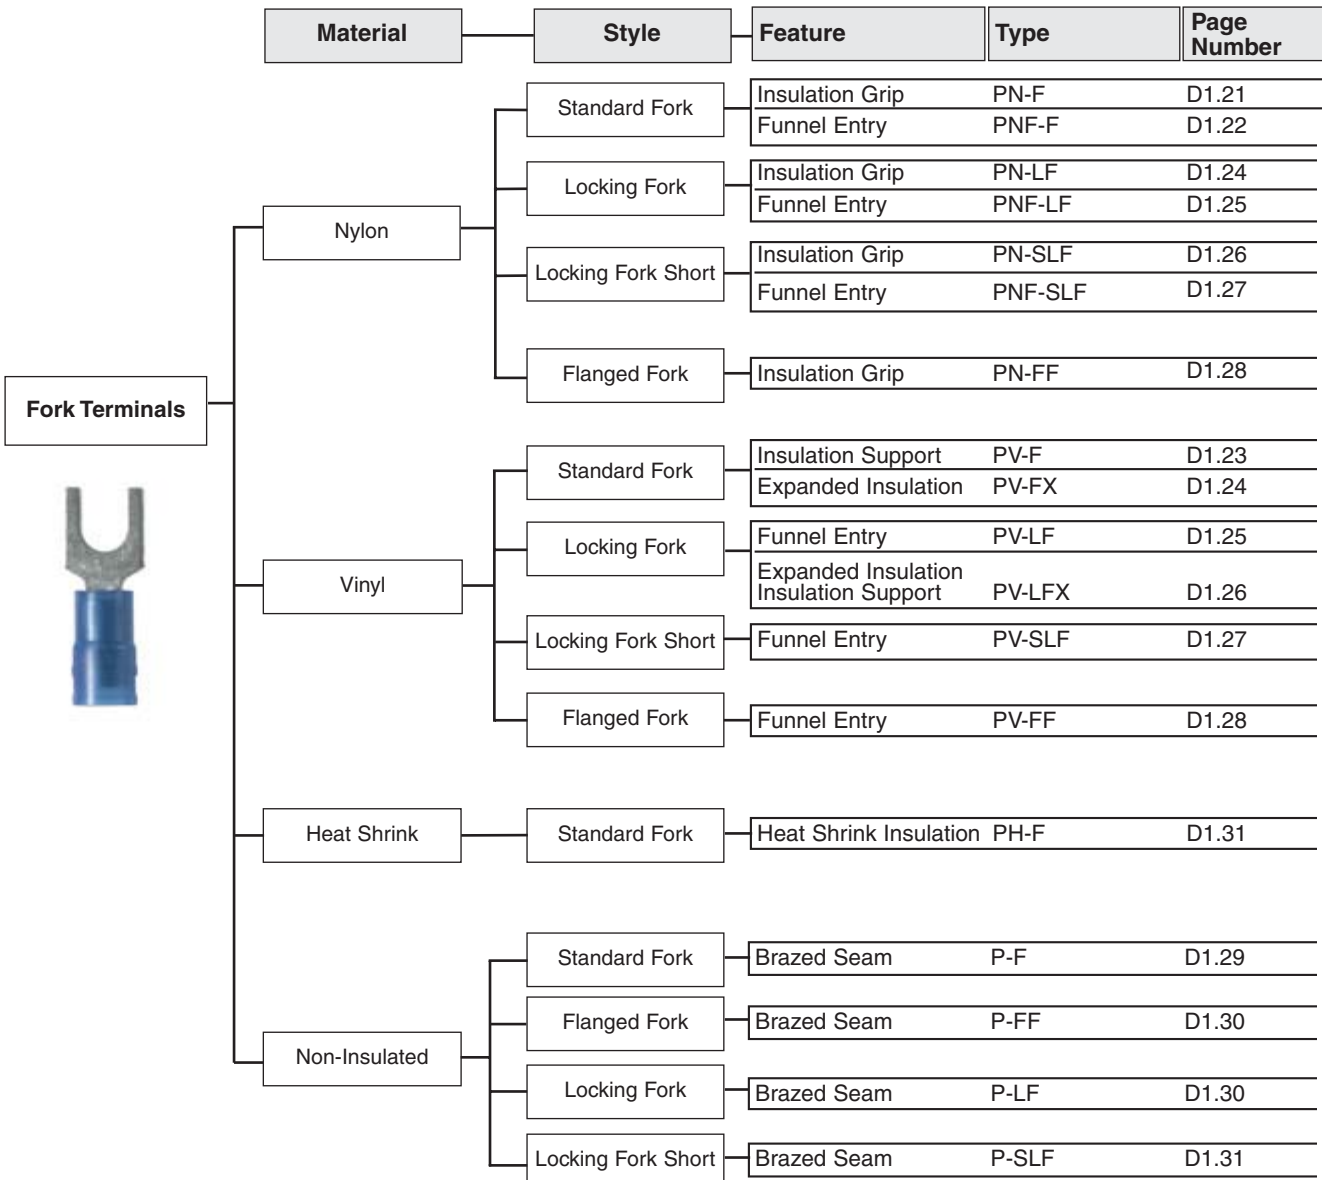 Material Style Feature Type Page Number
Fork Terminals
Nylon
Standard Fork
Insulation Grip PN-F D1.21
Funnel Entry PNF-F D1.22
Locking Fork
Insulation Grip PN-LF D1.24
Funnel Entry PNF-LF D1.25
Locking Fork Short
Insulation Grip PN-SLF D1.26
Funnel Entry PNF-SLF D1.27
Flanged Fork
Insulation Grip PN-FF D1.28
Vinyl
Standard Fork
Insulation Support PV-F D1.23
Expanded Insulation PV-FX D1.24
Locking Fork
Funnel Entry PV-LF D1.25
Expanded Insulation
Insulation Support PV-LFX D1.26
Locking Fork Short
Funnel Entry PV-SLF D1.27
Flanged Fork
Funnel Entry PV-FF D1.28
Heat Shrink
Standard Fork
Heat Shrink Insulation PH-F D1.31
Non-Insulated
Standard Fork
Brazed Seam P-F D1.29
Flanged Fork
Brazed Seam P-FF D1.30
Locking Fork
Brazed Seam P-LF D1.30
Locking Fork Short
Brazed Seam P-SLF D1.31